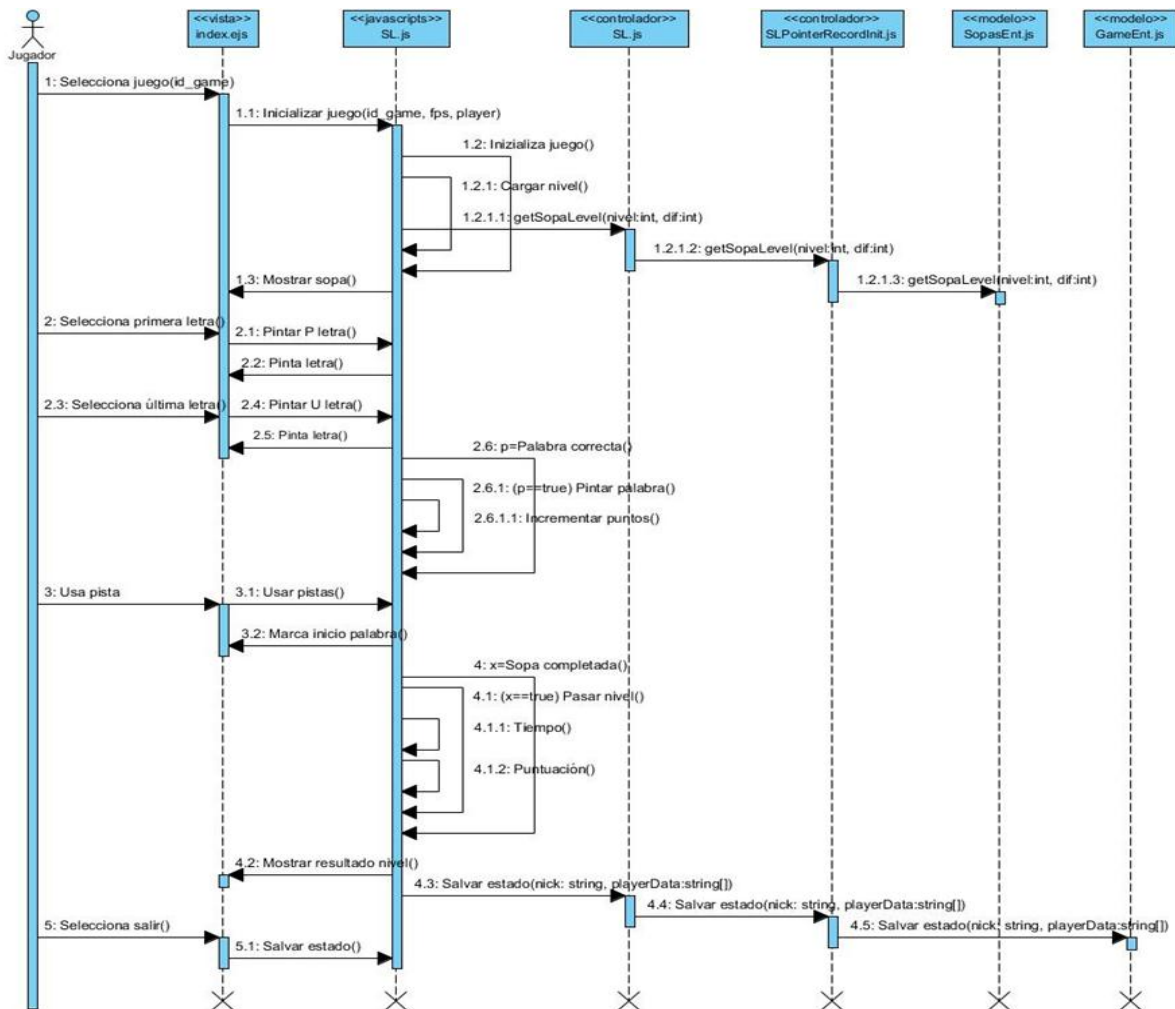 <<vista>>
index.ejs
<<javascripts>>
SL.js
<<controlador>>
SL.js
<<controlador>>
SLPointerRecordInit.js
<<modelo>>
SopasEnt.js
<<modelo>>
GameEnt.js
Jugador
1: Selecciona juego(id_game)
1.1: Inicializar juego(id_game, fps, player)
1.2: Inizializa juego()
1.2.1: Cargar nivel()
1.2.1.1: getSopaLevel(nivel:int, dif:int)
1.2.1.2: getSopaLevel(nivel:int, dif:int)
1.2.1.3: getSopaLevel(nivel:int, dif:int)
1.3: Mostrar sopa()
2: Selecciona primera letra()
2.1: Pintar P letra()
2.2: Pinta letra()
2.3: Selecciona última letra()
2.4: Pintar U letra()
2.5: Pinta letra()
2.6: p=Palabra correcta()
2.6.1: (p==true) Pintar palabra()
2.6.1.1: Incrementar puntos()
3: Usa pista
3.1: Usar pistas()
3.2: Marca inicio palabra()
4: x=Sopa completada()
4.1: (x==true) Pasar nivel()
4.1.1: Tiempo()
4.1.2: Puntuación()
4.2: Mostrar resultado nivel()
4.3: Salvar estado(nick: string, playerData:string[])
4.4: Salvar estado(nick: string, playerData:string[])
4.5: Salvar estado(nick: string, playerData:string[])
5: Selecciona salir()
5.1: Salvar estado()